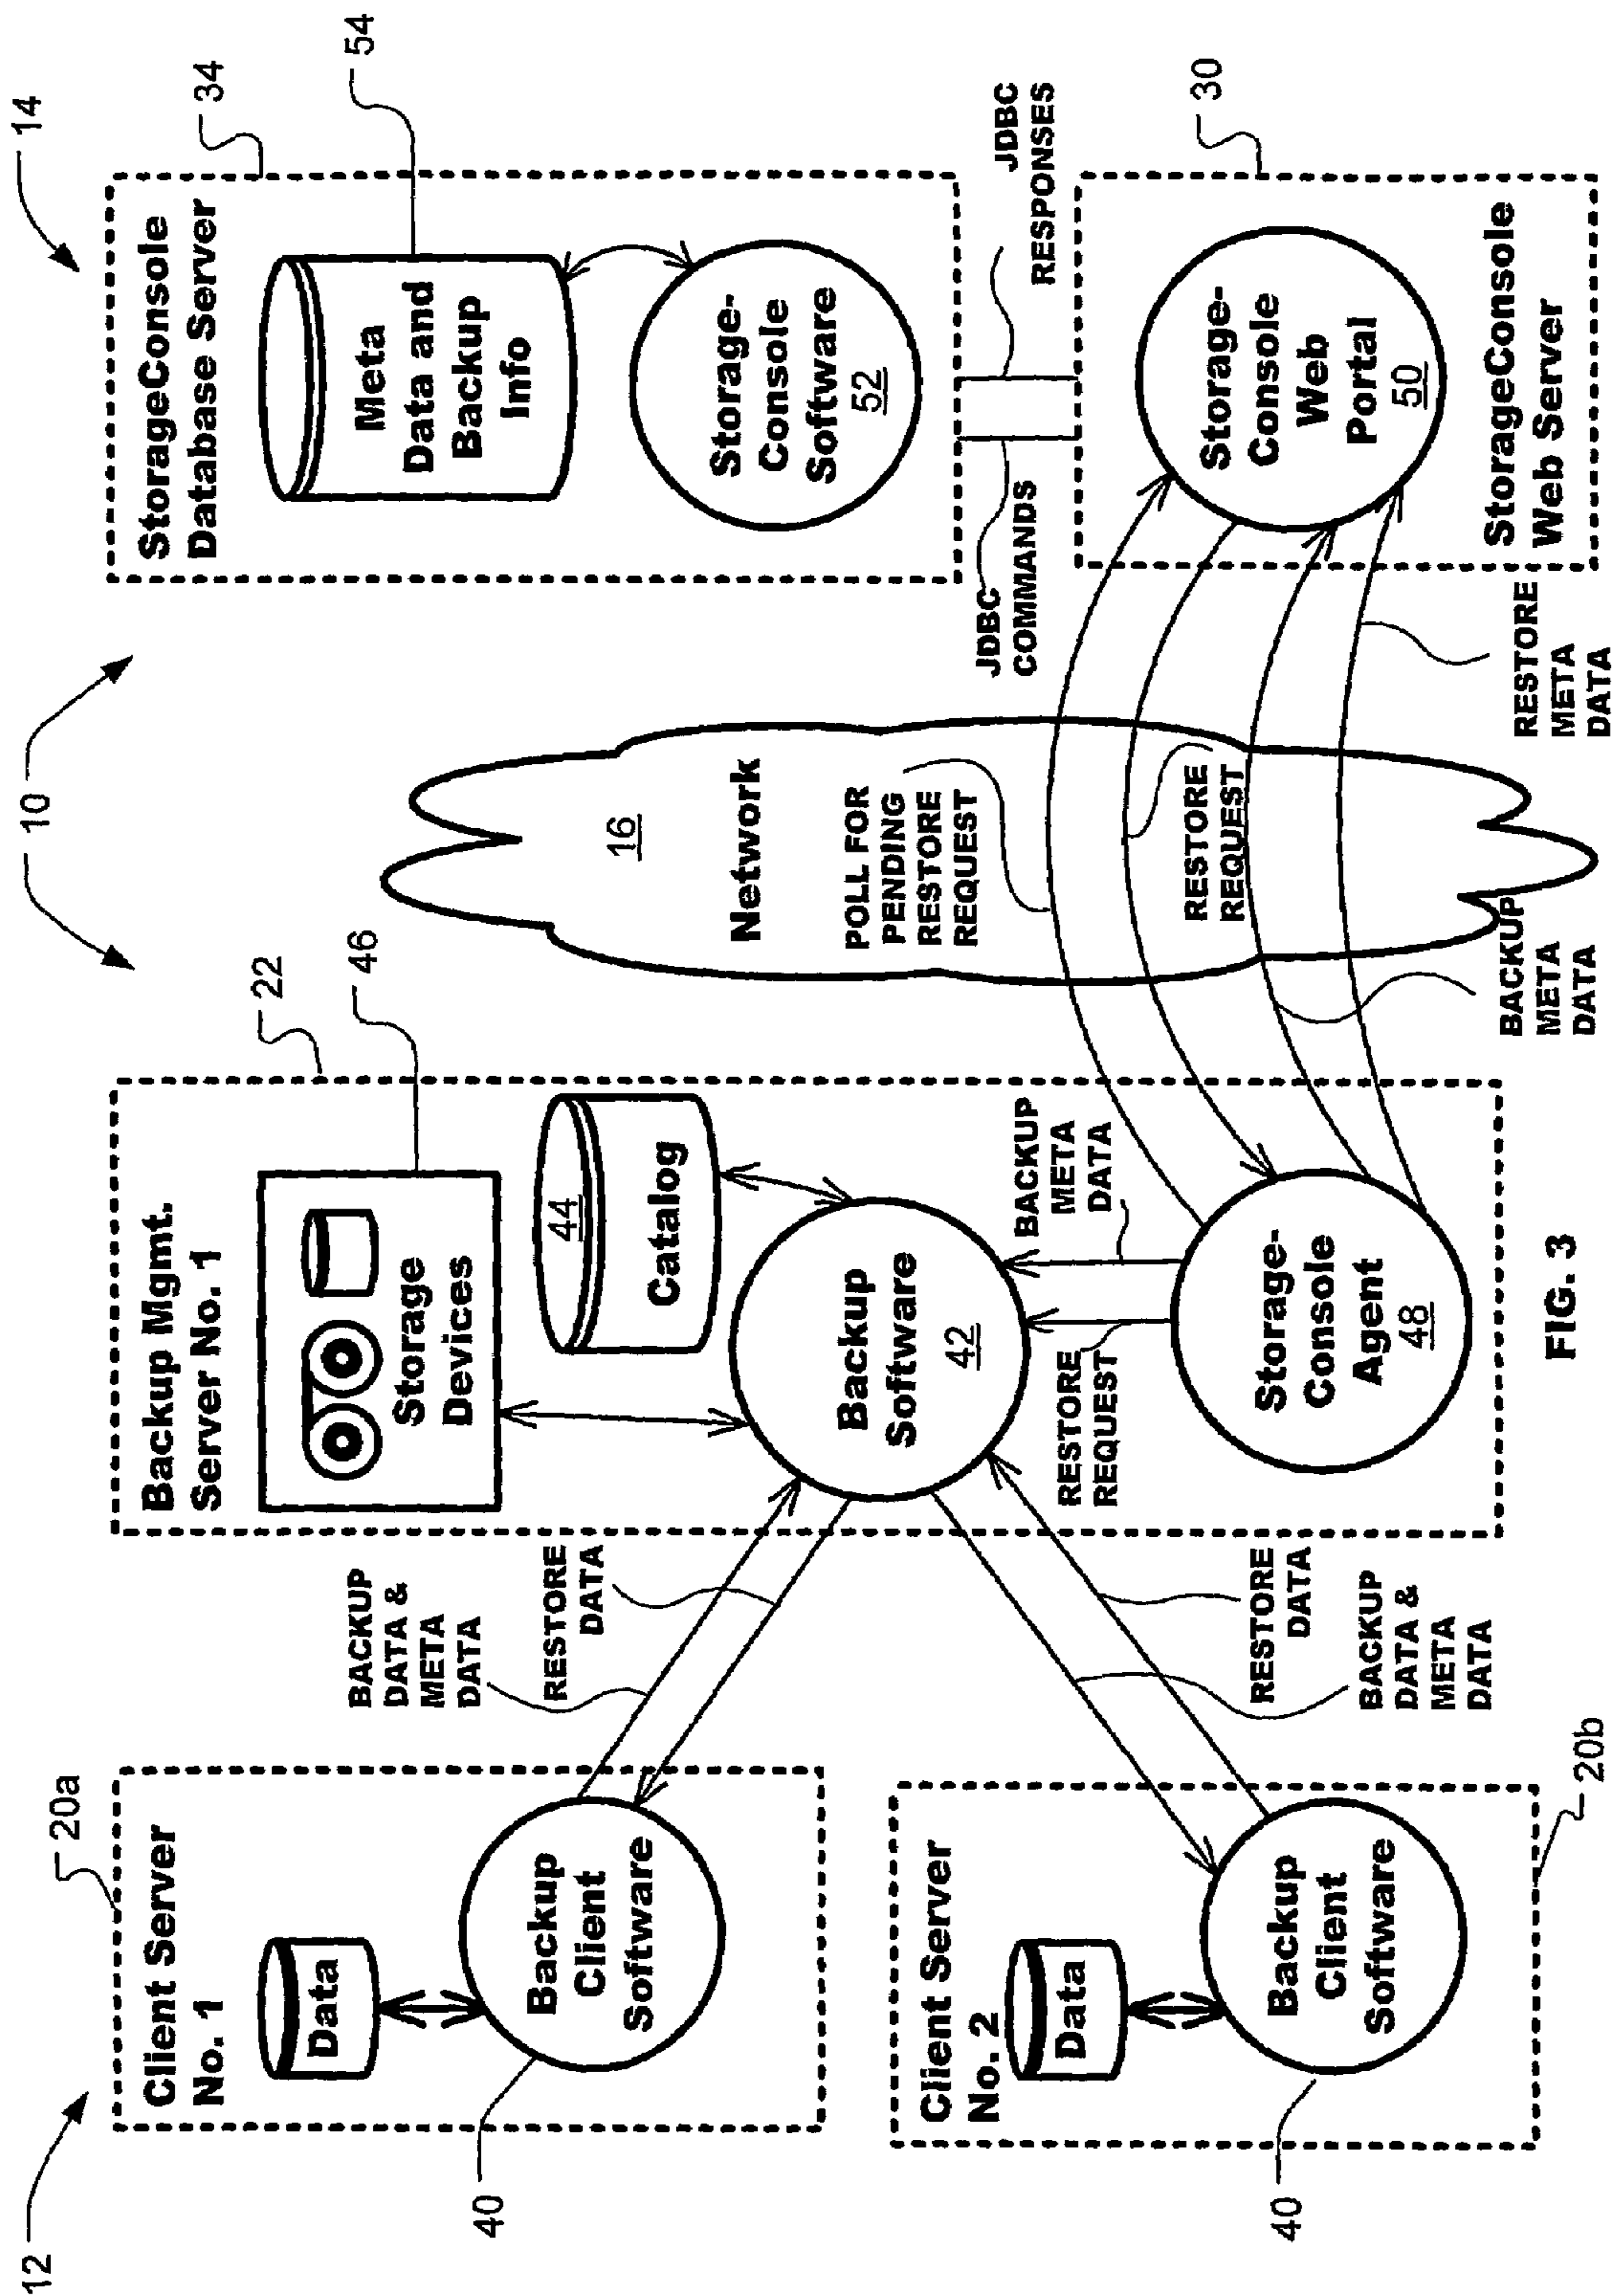 12
10
14
20a
Client Server
No. 1
Data
Backup
Client
Software
40
Client Server
No. 2
Data
Backup
Client
Software
40
20b
BACKUP
DATA &
META
DATA
RESTORE
DATA
RESTORE
DATA
BACKUP
DATA &
META
DATA
22
Backup Mgmt.
Server No. 1
46
Storage
Devices
44
Catalog
Backup
Software
42
RESTORE
REQUEST
BACKUP
META
DATA
Storage-
Console
Agent
48
16
Network
POLL FOR
PENDING
RESTORE
REQUEST
RESTORE
REQUEST
BACKUP
META
DATA
RESTORE
META
DATA
34
StorageConsole
Database Server
54
Meta
Data and
Backup
Info
Storage-
Console
Software
52
JDBC
COMMANDS
JDBC
RESPONSES
30
Storage-
Console
Web
Portal
50
StorageConsole
Web Server
FIG. 3